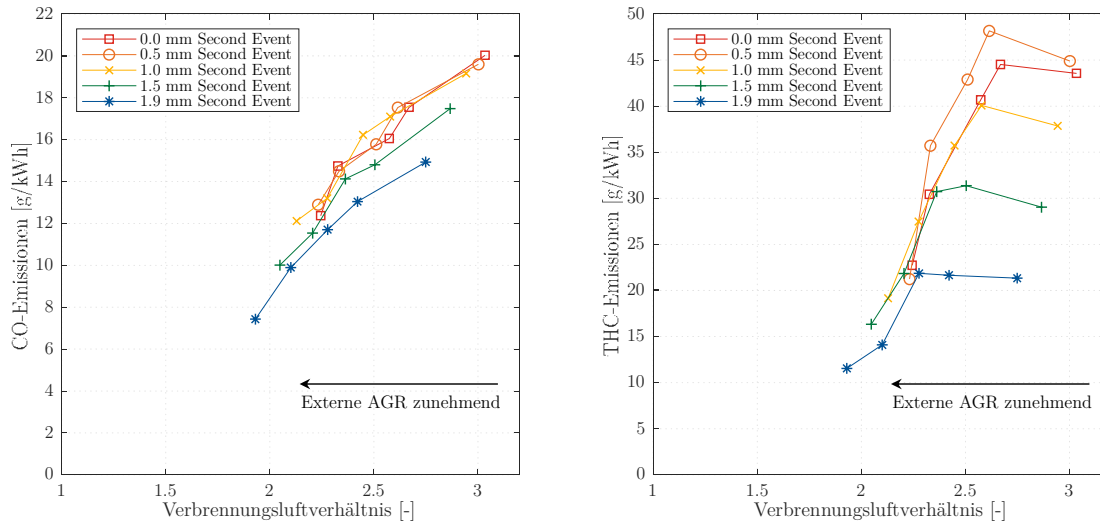 22
20
18
16
14
12
10
8
6
4
2
0
CO-Emissionen [g/kWh]
0.0 mm Second Event
0.5 mm Second Event
1.0 mm Second Event
1.5 mm Second Event
1.9 mm Second Event
Externe AGR zunehmend
1 1.5 2 2.5 3
Verbrennungsluftverhältnis [-]
50
45
40
35
30
25
20
15
10
5
0
THC-Emissionen [g/kWh]
0.0 mm Second Event
0.5 mm Second Event
1.0 mm Second Event
1.5 mm Second Event
1.9 mm Second Event
Externe AGR zunehmend
1 1.5 2 2.5 3
Verbrennungsluftverhältnis [-]